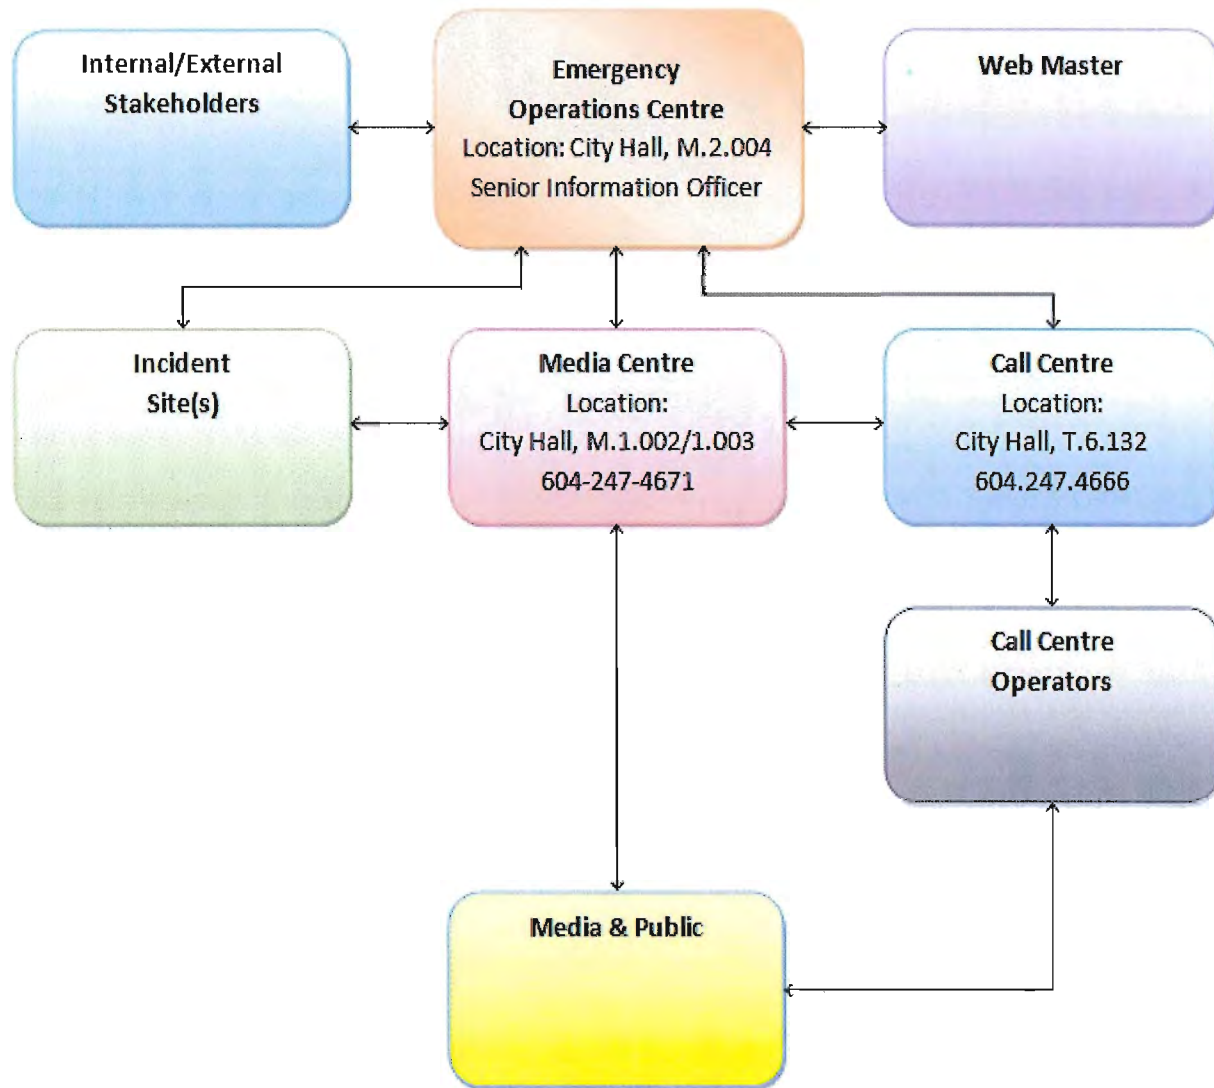 Internal/External
Stakeholders
Emergency
Operations Centre
Location: City Hall, M.2.004
Senior Information Officer
Web Master
Incident
Site(s)
Media Centre
Location:
City Hall, M.1.002/1.003
604-247-4671
Call Centre
Location:
City Hall, T.6.132
604.247.4666
Call Centre
Operators
Media & Public